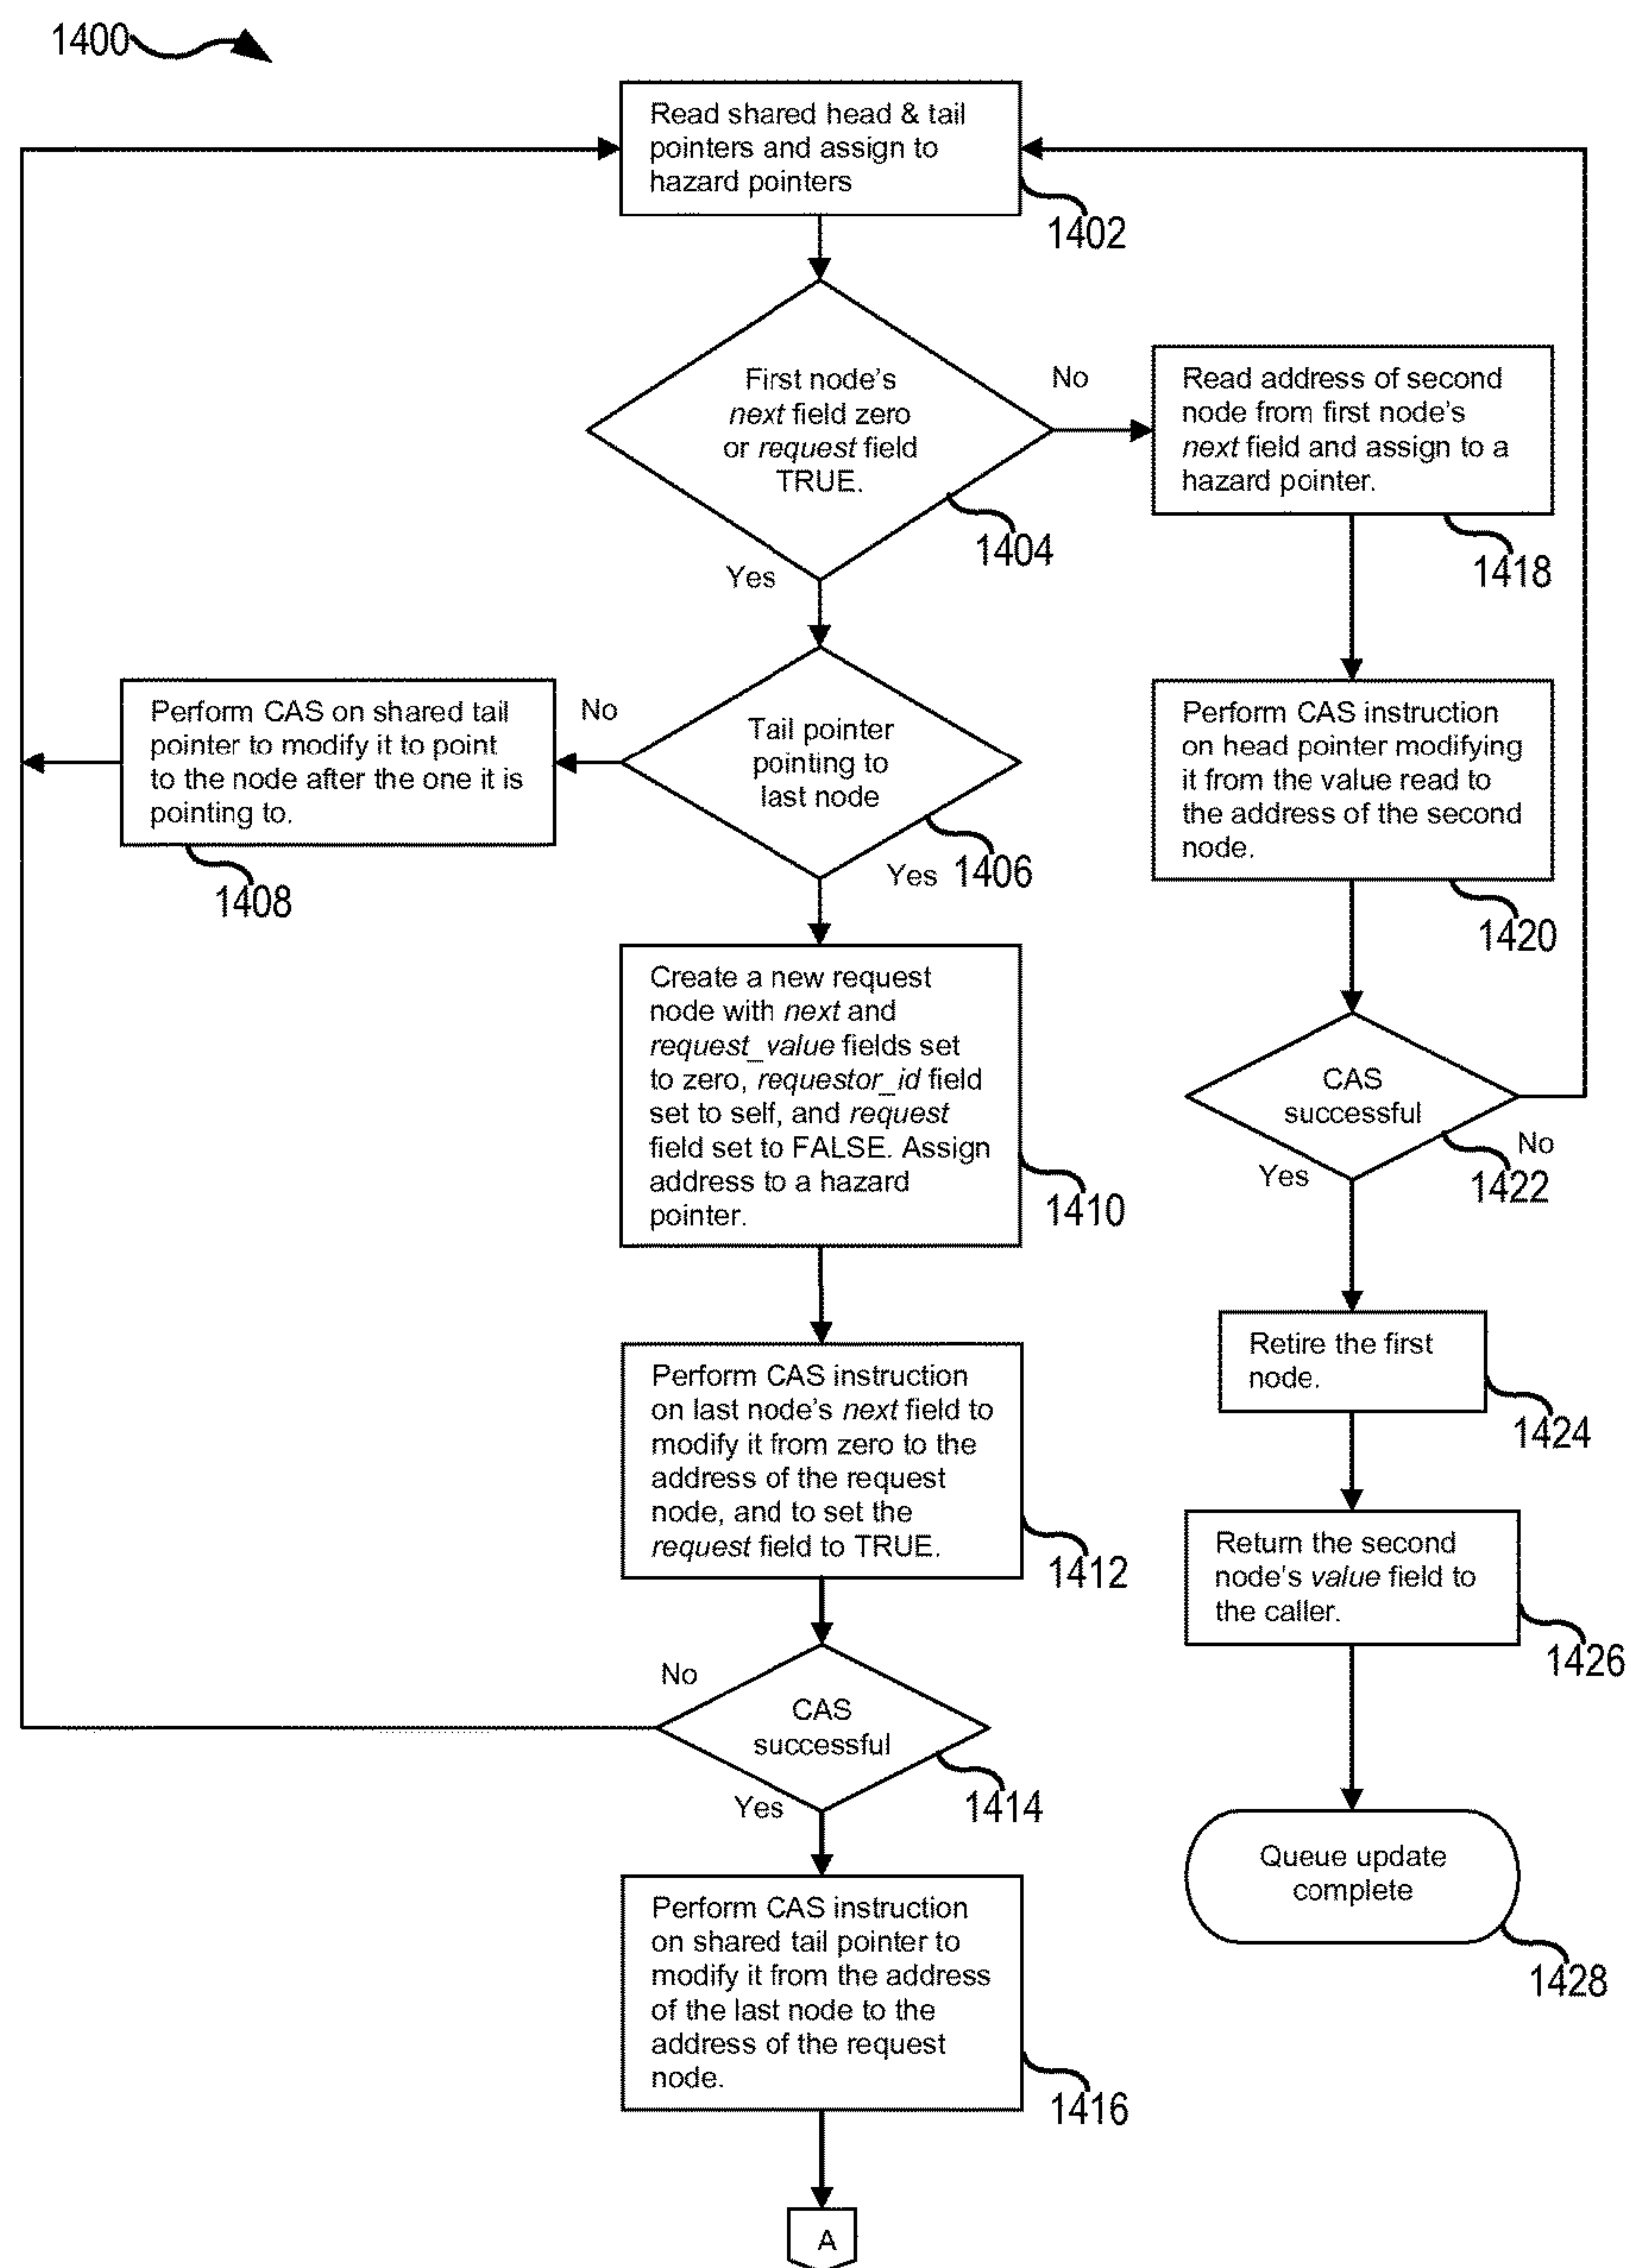 1400
Read shared head & tail
pointers and assign to
hazard pointers
1402
First node's
next field zero
or request field
TRUE.
1404
No
Yes
Read address of second
node from first node's
next field and assign to a
hazard pointer.
1418
Tail pointer
pointing to
last node
1406
No
Yes
Perform CAS on shared tail
pointer to modify it to point
to the node after the one it is
pointing to.
1408
Perform CAS instruction
on head pointer modifying
it from the value read to
the address of the second
node.
1420
Create a new request
node with next and
request_value fields set
to zero, requestor_id field
set to self, and request
field set to FALSE. Assign
address to a hazard
pointer.
1410
CAS
successful
No
Yes
1422
Retire the first
node.
1424
Perform CAS instruction
on last node's next field to
modify it from zero to the
address of the request
node, and to set the
request field to TRUE.
1412
Return the second
node's value field to
the caller.
1426
No
CAS
successful
Yes
1414
Queue update
complete
1428
Perform CAS instruction
on shared tail pointer to
modify it from the address
of the last node to the
address of the request
node.
1416
A